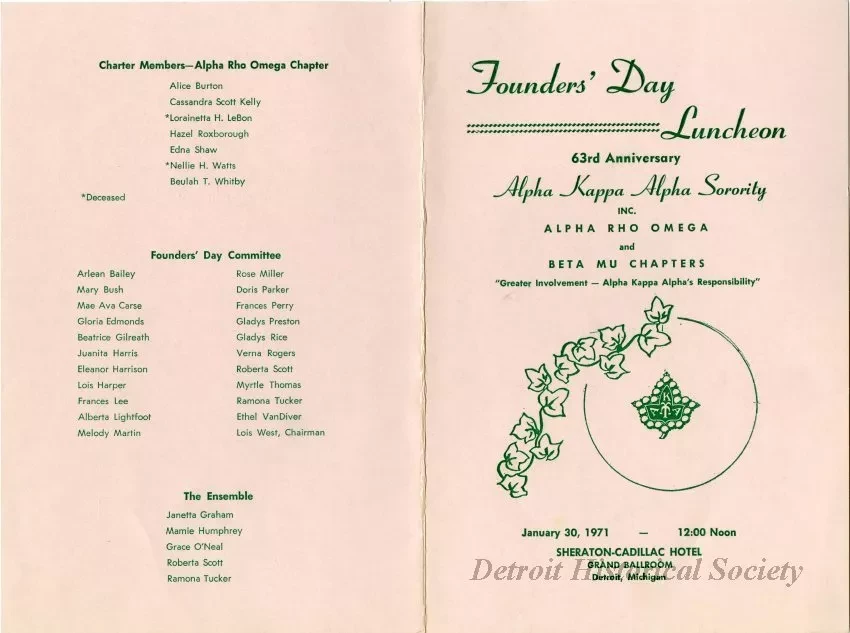 Charter Members—Alpha Rho Omega Chapter
Alice Burton
Cassandra Scott Kelly
*Lorainetta H. LeBon
Hazel Roxborough
Edna Shaw
*Nellie H. Watts
Beulah T. Whitby
*Deceased
Founders' Day Committee
Arlean Bailey
Mary Bush
Mae Ava Carse
Gloria Edmonds
Beatrice Gilreath
Juanita Harris
Eleanor Harrison
Lois Harper
Frances Lee
Alberta Lightfoot
Melody Martin
Rose Miller
Doris Parker
Frances Perry
Gladys Preston
Gladys Rice
Verna Rogers
Roberta Scott
Myrtle Thomas
Ramona Tucker
Ethel VanDiver
Lois West, Chairman
The Ensemble
Janetta Graham
Mamie Humphrey
Grace O'Neal
Roberta Scott
Ramona Tucker
Founders' Day
Luncheon
63rd Anniversary
Alpha Kappa Alpha Sorority
INC.
ALPHA RHO OMEGA
and
BETA MU CHAPTERS
"Greater Involvement — Alpha Kappa Alpha's Responsibility"
January 30, 1971 — 12:00 Noon
SHERATON-CADILLAC HOTEL
GRAND BALLROOM
Detroit, Michigan
Detroit Historical Society